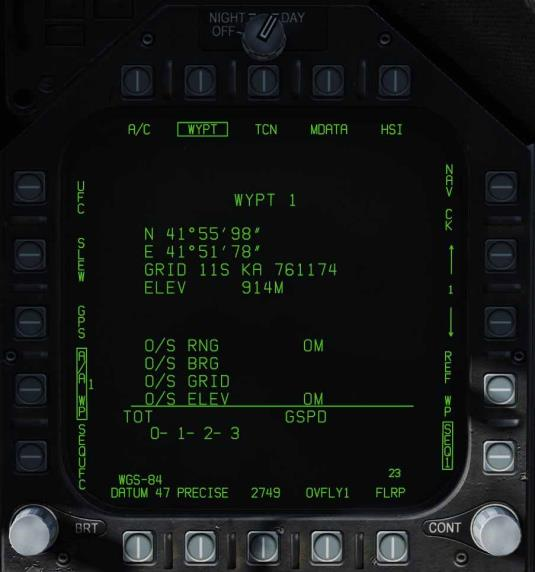 NIGHT DAY
OFF
A/C WYPT TCN MDATA HSI
UFC
NAV CK
WYPT 1
N 41°55′98″
E 41°51′78″
GRID 11S KA 761174
ELEV 914M
SLEW
1
GPS
O/S RNG 0M
O/S BRG
O/S GRID
O/S ELEV 0M
A/A WP 1
REF WP
TOT GSPD
0- 1- 2- 3
SEQUFC
SEQ1
WGS-84 23
DATUM 47 PRECISE 2749 OVFLY1 FLRP
BRT CONT